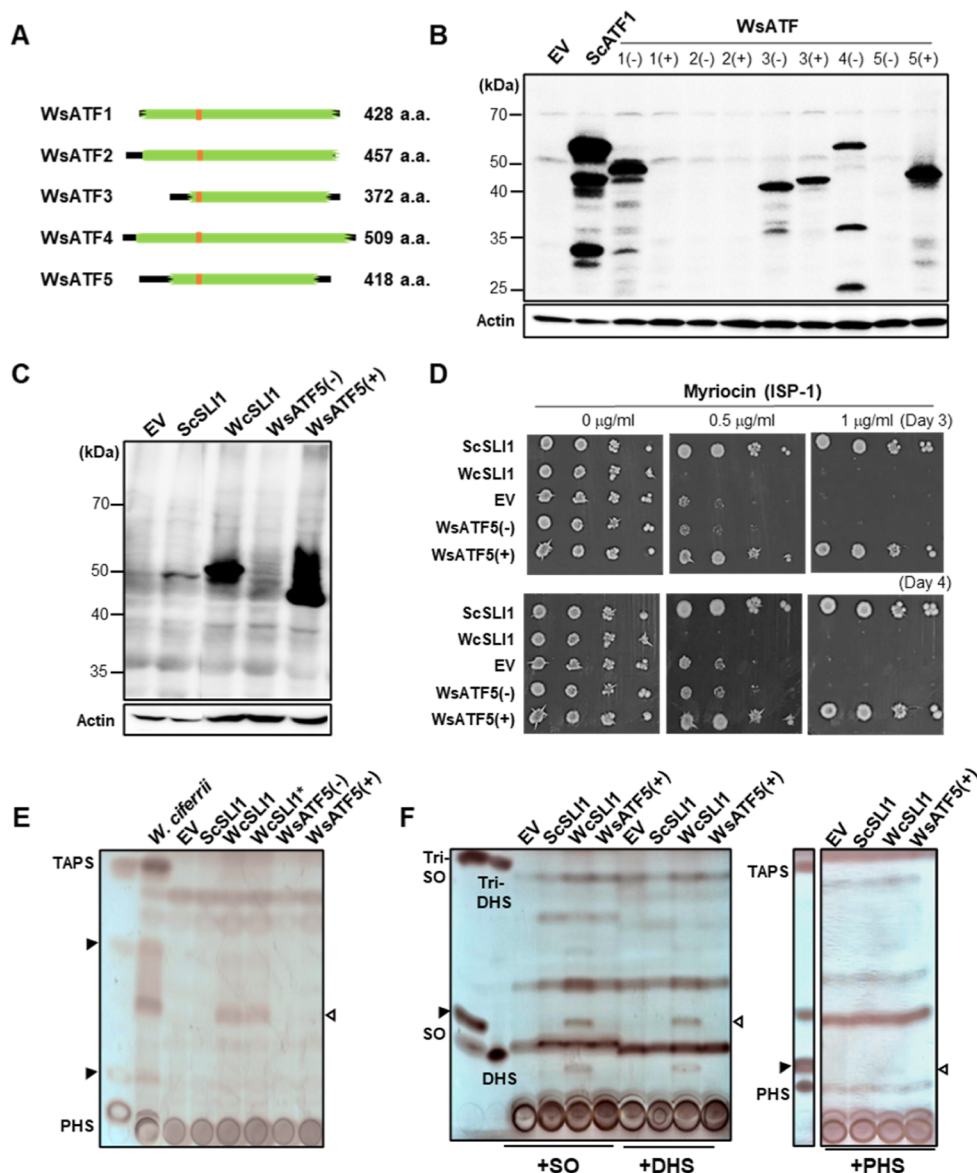 A
WsATF1 428 a.a.
WsATF2 457 a.a.
WsATF3 372 a.a.
WsATF4 509 a.a.
WsATF5 418 a.a.
B
EV ScATF1 WsATF
1(-) 1(+) 2(-) 2(+) 3(-) 3(+) 4(-) 5(-) 5(+)
(kDa)
70
50
40
35
25
Actin
C
EV ScSLI1 WcSLI1 WsATF5(-) WsATF5(+)
(kDa)
70
50
40
35
Actin
D
Myriocin (ISP-1)
0 μg/ml 0.5 μg/ml 1 μg/ml (Day 3)
ScSLI1
WcSLI1
EV
WsATF5(-)
WsATF5(+)
(Day 4)
ScSLI1
WcSLI1
EV
WsATF5(-)
WsATF5(+)
E
W. ciferrii EV ScSLI1 WcSLI1 WcSLI1* WsATF5(-) WsATF5(+)
TAPS
PHS
F
EV ScSLI1 WcSLI1 WsATF5(+) EV ScSLI1 WcSLI1 WsATF5(+)
Tri-
SO
Tri-
DHS
SO
DHS
+SO +DHS
EV ScSLI1 WcSLI1 WsATF5(+)
TAPS
PHS
+PHS